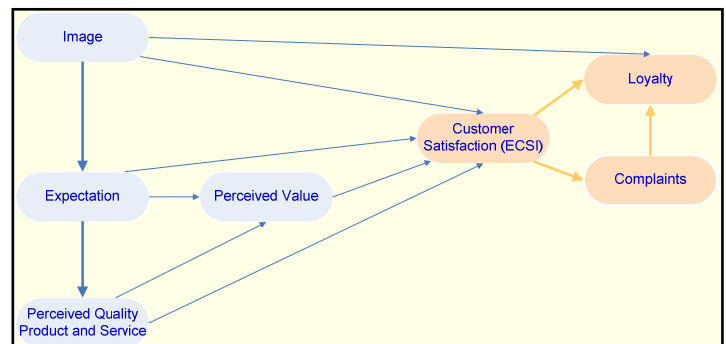 Image
Loyalty
Customer
Satisfaction (ECSI)
Complaints
Expectation
Perceived Value
Perceived Quality
Product and Service